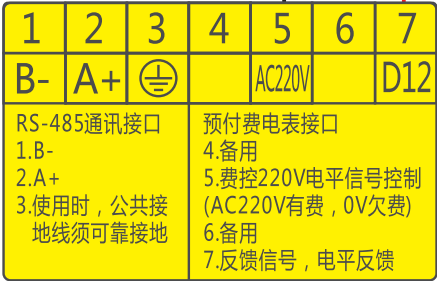 1 2 3 4 5 6 7
B- A+ AC220V D12
RS-485通讯接口
1.B-
2.A+
3.使用时，公共接
地线须可靠接地
预付费电表接口
4.备用
5.费控220V电平信号控制
(AC220V有费，0V欠费)
6.备用
7.反馈信号，电平反馈